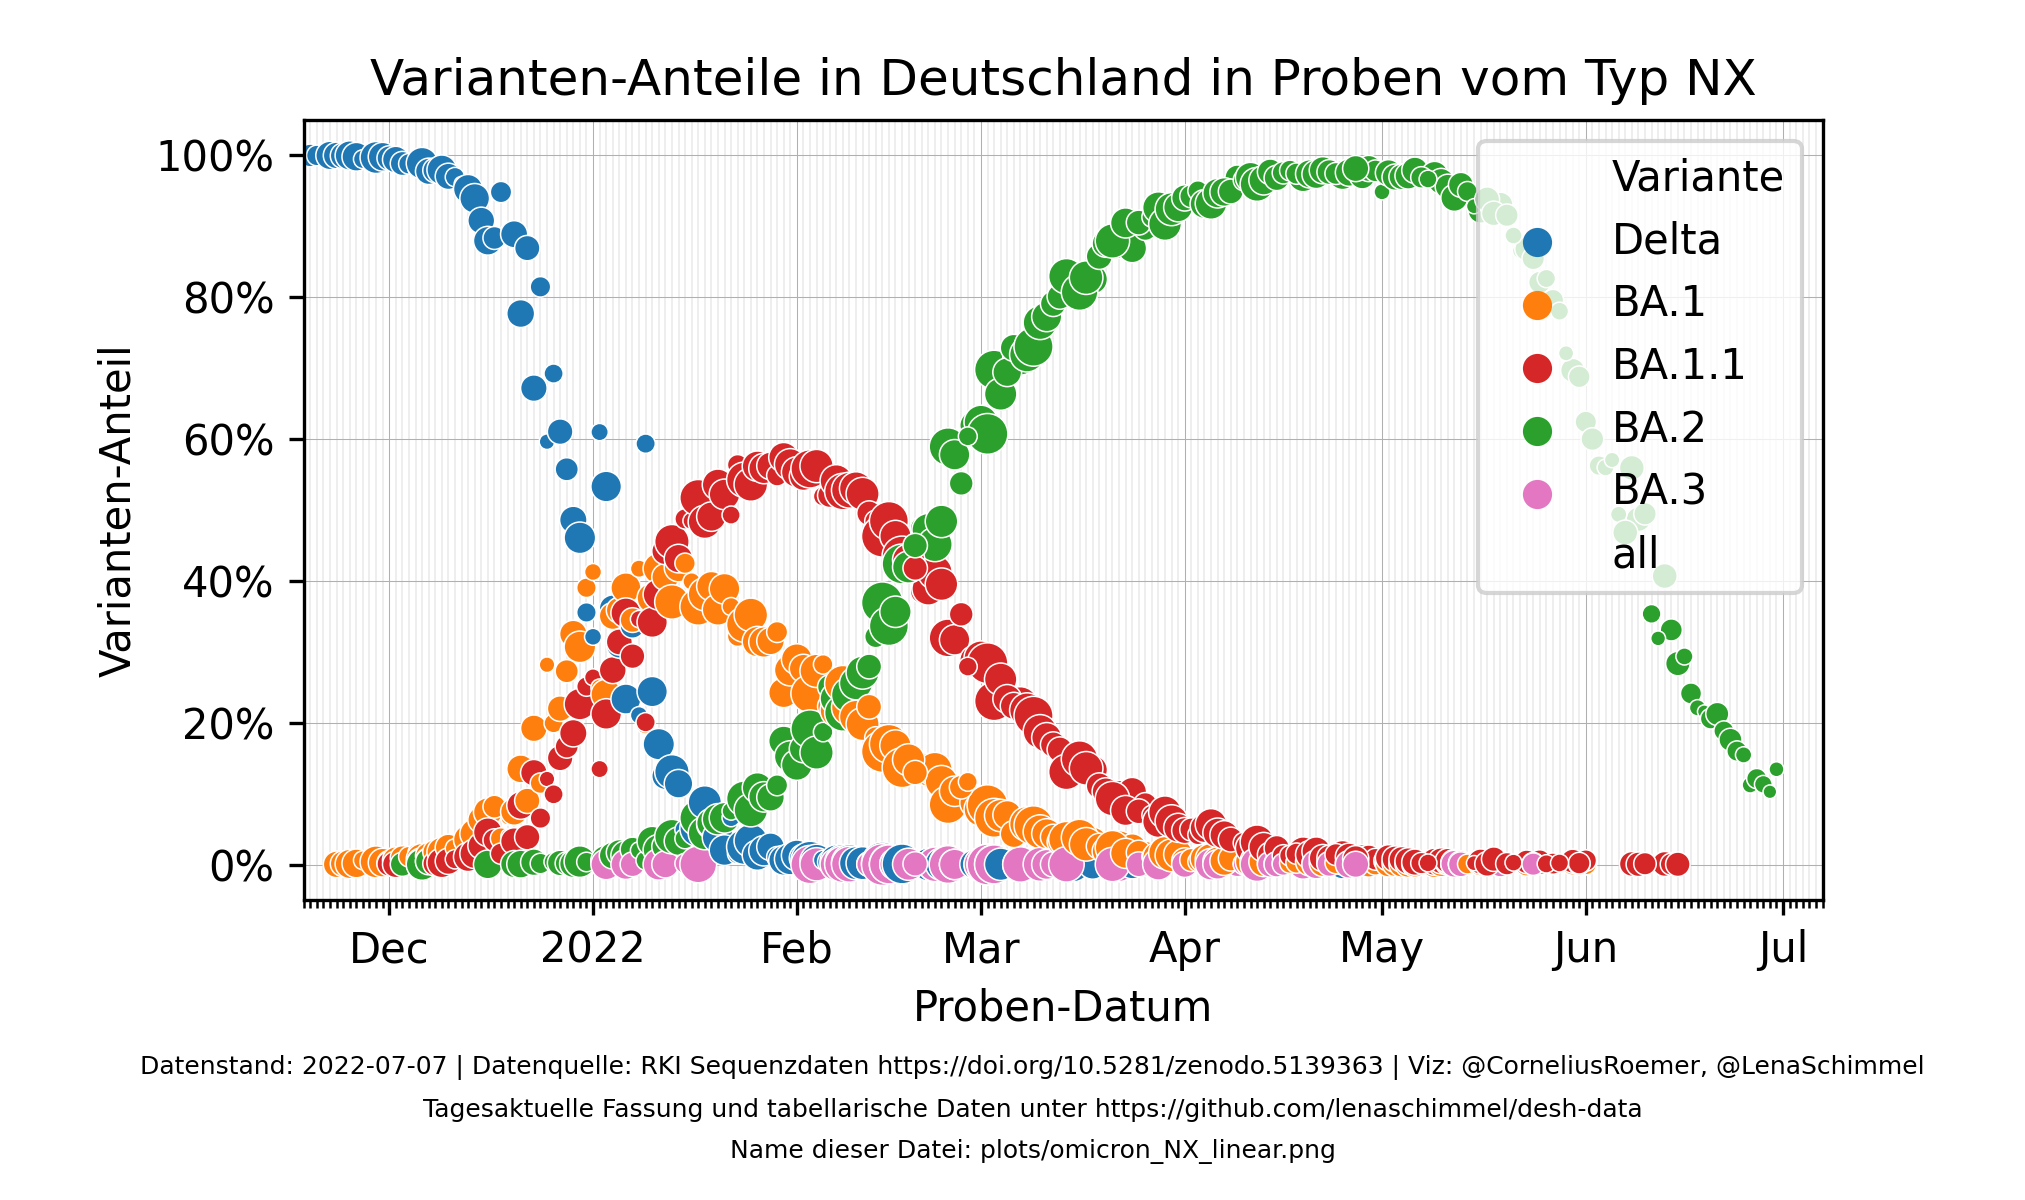 Varianten-Anteile in Deutschland in Proben vom Typ NX
Varianten-Anteil
100%
80%
60%
40%
20%
0%
Variante
Delta
BA.1
BA.1.1
BA.2
BA.3
all
Dec 2022 Feb Mar Apr May Jun Jul
Proben-Datum
Datenstand: 2022-07-07 | Datenquelle: RKI Sequenzdaten https://doi.org/10.5281/zenodo.5139363 | Viz: @CorneliusRoemer, @LenaSchimmel
Tagesaktuelle Fassung und tabellarische Daten unter https://github.com/lenaschimmel/desh-data
Name dieser Datei: plots/omicron_NX_linear.png